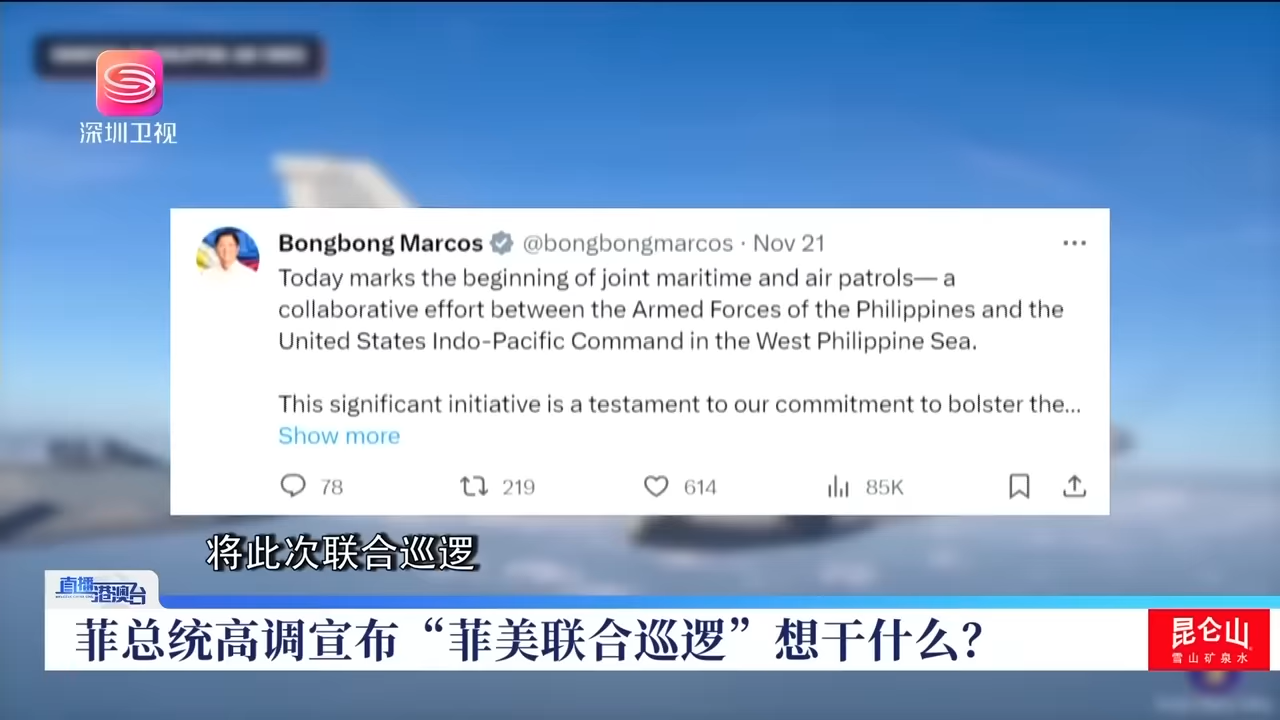 深圳卫视
Bongbong Marcos @bongbongmarcos · Nov 21
Today marks the beginning of joint maritime and air patrols— a
collaborative effort between the Armed Forces of the Philippines and the
United States Indo-Pacific Command in the West Philippine Sea.
This significant initiative is a testament to our commitment to bolster the...
Show more
78 219 614 85K
将此次联合巡逻
直播港澳台
菲总统高调宣布“菲美联合巡逻”想干什么？
昆仑山
雪山矿泉水